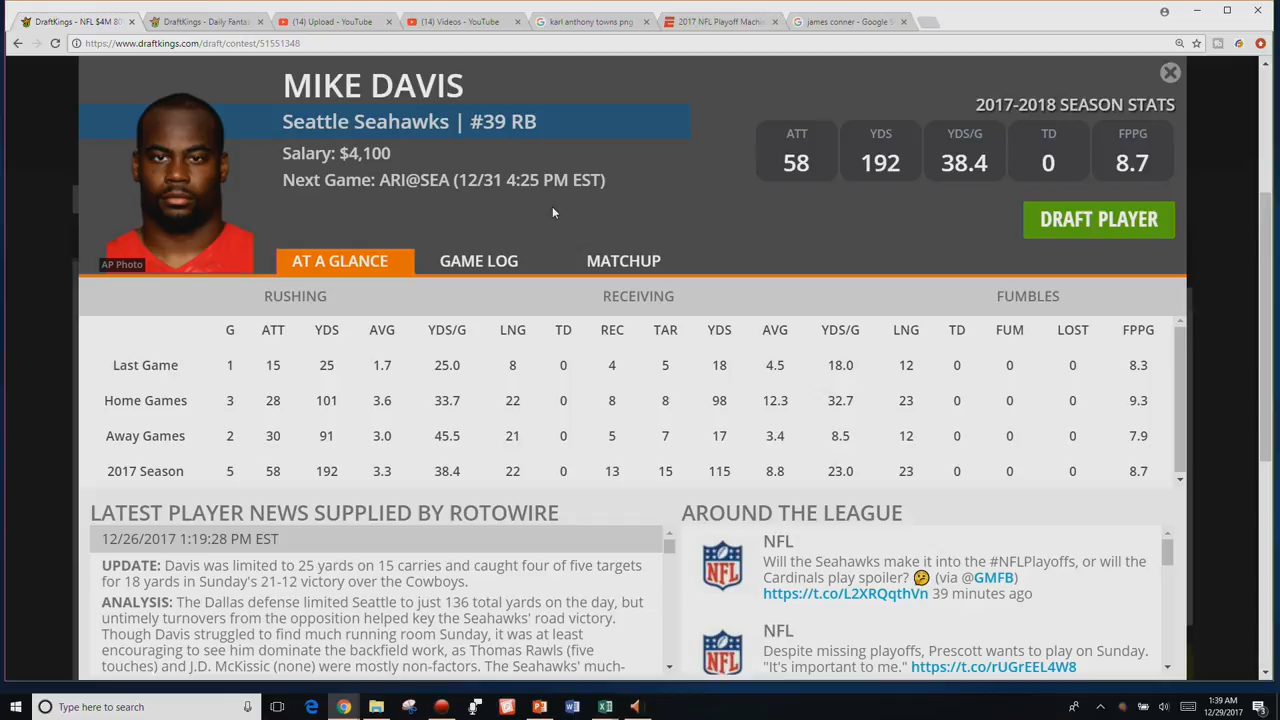 DraftKings - NFL $4M 80
DraftKings - Daily Fantas
(14) Upload - YouTube
(14) Videos - YouTube
karl anthony towns png
2017 NFL Playoff Machin
james conner - Google S
https://www.draftkings.com/draft/contest/51551348
MIKE DAVIS
Seattle Seahawks | #39 RB
Salary: $4,100
Next Game: ARI@SEA (12/31 4:25 PM EST)
2017-2018 SEASON STATS
ATT YDS YDS/G TD FPPG
58 192 38.4 0 8.7
DRAFT PLAYER
AP Photo
AT A GLANCE GAME LOG MATCHUP
RUSHING RECEIVING FUMBLES
G ATT YDS AVG YDS/G LNG TD REC TAR YDS AVG YDS/G LNG TD FUM LOST FPPG
Last Game 1 15 25 1.7 25.0 8 0 4 5 18 4.5 18.0 12 0 0 0 8.3
Home Games 3 28 101 3.6 33.7 22 0 8 8 98 12.3 32.7 23 0 0 0 9.3
Away Games 2 30 91 3.0 45.5 21 0 5 7 17 3.4 8.5 12 0 0 0 7.9
2017 Season 5 58 192 3.3 38.4 22 0 13 15 115 8.8 23.0 23 0 0 0 8.7
LATEST PLAYER NEWS SUPPLIED BY ROTOWIRE
12/26/2017 1:19:28 PM EST
UPDATE: Davis was limited to 25 yards on 15 carries and caught four of five targets
for 18 yards in Sunday's 21-12 victory over the Cowboys.
ANALYSIS: The Dallas defense limited Seattle to just 136 total yards on the day, but
untimely turnovers from the opposition helped key the Seahawks' road victory.
Though Davis struggled to find much running room Sunday, it was at least
encouraging to see him dominate the backfield work, as Thomas Rawls (five
touches) and J.D. McKissic (none) were mostly non-factors. The Seahawks' much-
AROUND THE LEAGUE
NFL
NFL
Will the Seahawks make it into the #NFLPlayoffs, or will the
Cardinals play spoiler? 🤔 (via @GMFB)
https://t.co/L2XRQqthVn 39 minutes ago
NFL
NFL
Despite missing playoffs, Prescott wants to play on Sunday.
"It's important to me." https://t.co/rUGrEEL4W8
Type here to search
1:39 AM
12/29/2017